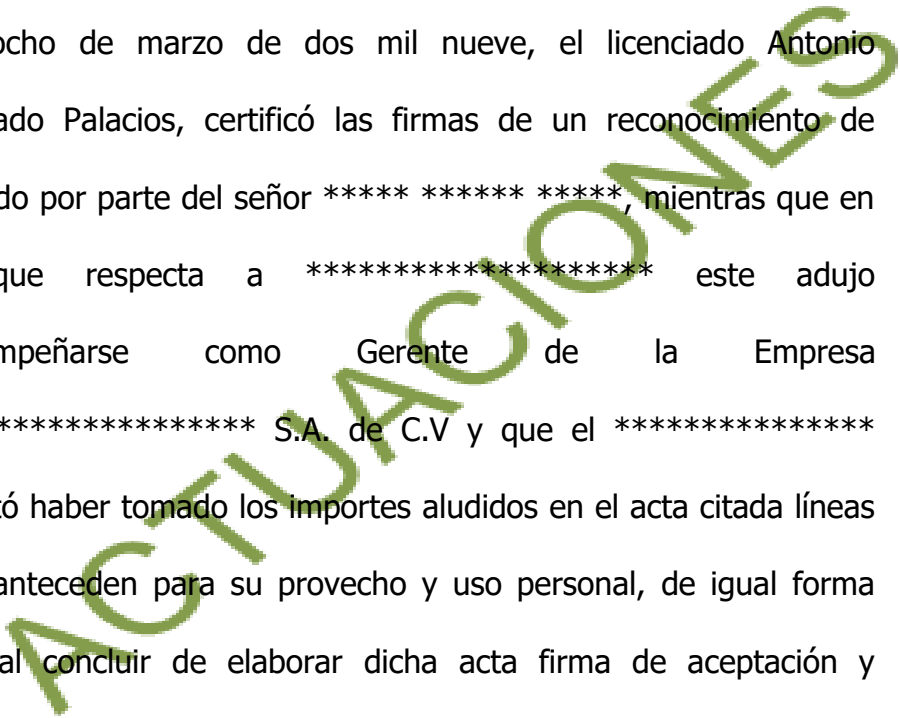 ocho de marzo de dos mil nueve, el licenciado Antonio
ado Palacios, certificó las firmas de un reconocimiento de
do por parte del señor ***** ****** *****, mientras que en
que respecta a ******************** este adujo
mpeñarse como Gerente de la Empresa
*************** S.A. de C.V y que el ***************
tó haber tomado los importes aludidos en el acta citada líneas
anteceden para su provecho y uso personal, de igual forma
al concluir de elaborar dicha acta firma de aceptación y
ACTUACIONES